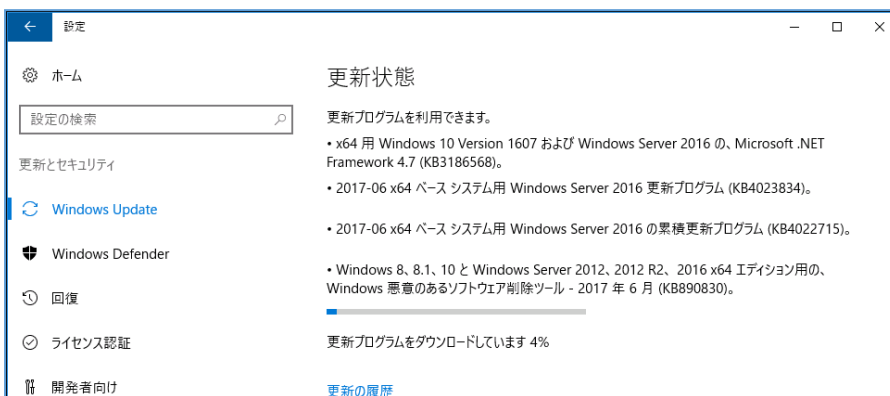 設定
ホーム
設定の検索
更新とセキュリティ
Windows Update
Windows Defender
回復
ライセンス認証
開発者向け
更新状態
更新プログラムを利用できます。
• x64 用 Windows 10 Version 1607 および Windows Server 2016 の、Microsoft .NET
Framework 4.7 (KB3186568)。
• 2017-06 x64 ベース システム用 Windows Server 2016 更新プログラム (KB4023834)。
• 2017-06 x64 ベース システム用 Windows Server 2016 の累積更新プログラム (KB4022715)。
• Windows 8、8.1、10 と Windows Server 2012、2012 R2、2016 x64 エディション用の、
Windows 悪意のあるソフトウェア削除ツール - 2017 年 6 月 (KB890830)。
更新プログラムをダウンロードしています 4%
更新の履歴